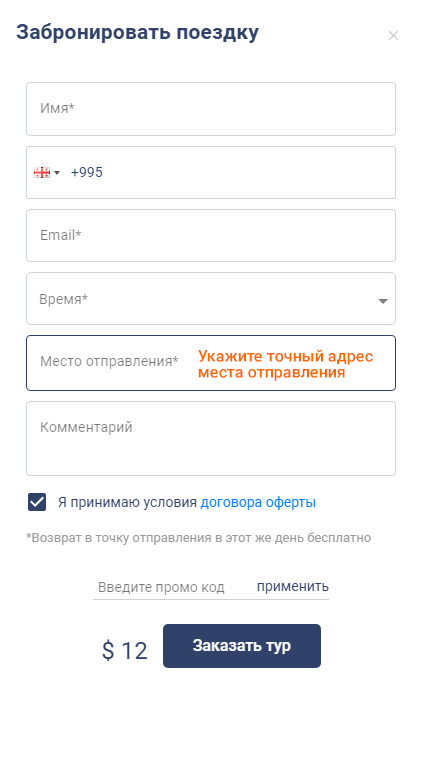 Забронировать поездку
×
Имя*
+995
Email*
Время*
Место отправления*
Укажите точный адрес
места отправления
Комментарий
Я принимаю условия договора оферты
*Возврат в точку отправления в этот же день бесплатно
Введите промо код применить
$ 12 Заказать тур